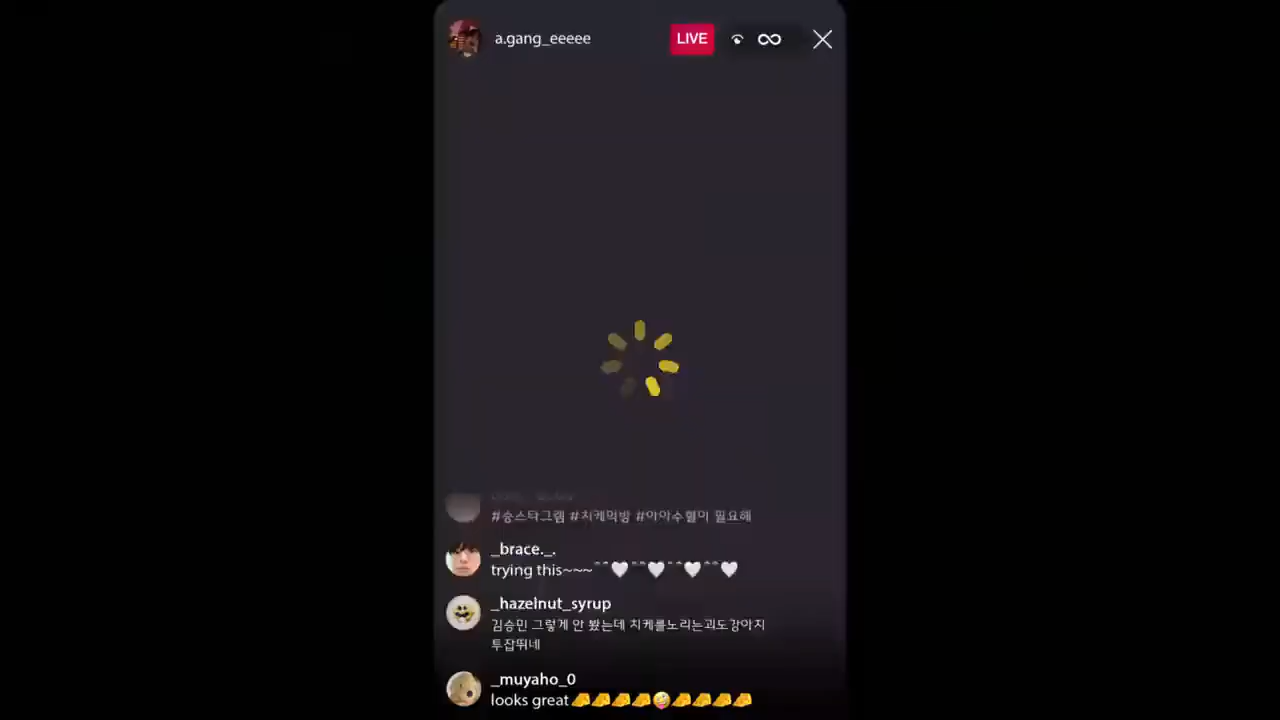 a.gang_eeeee
LIVE
#승스타그램 #치케먹방 #아아수혈이 필요해
_brace._.
trying this~~~^^🤍^^🤍^^🤍^^🤍
_hazelnut_syrup
김승민 그렇게 안 봤는데 치케를노리는괴도강아지
투잡뛰네
_muyaho_0
looks great🧀🧀🧀🧀🤪🧀🧀🧀🧀